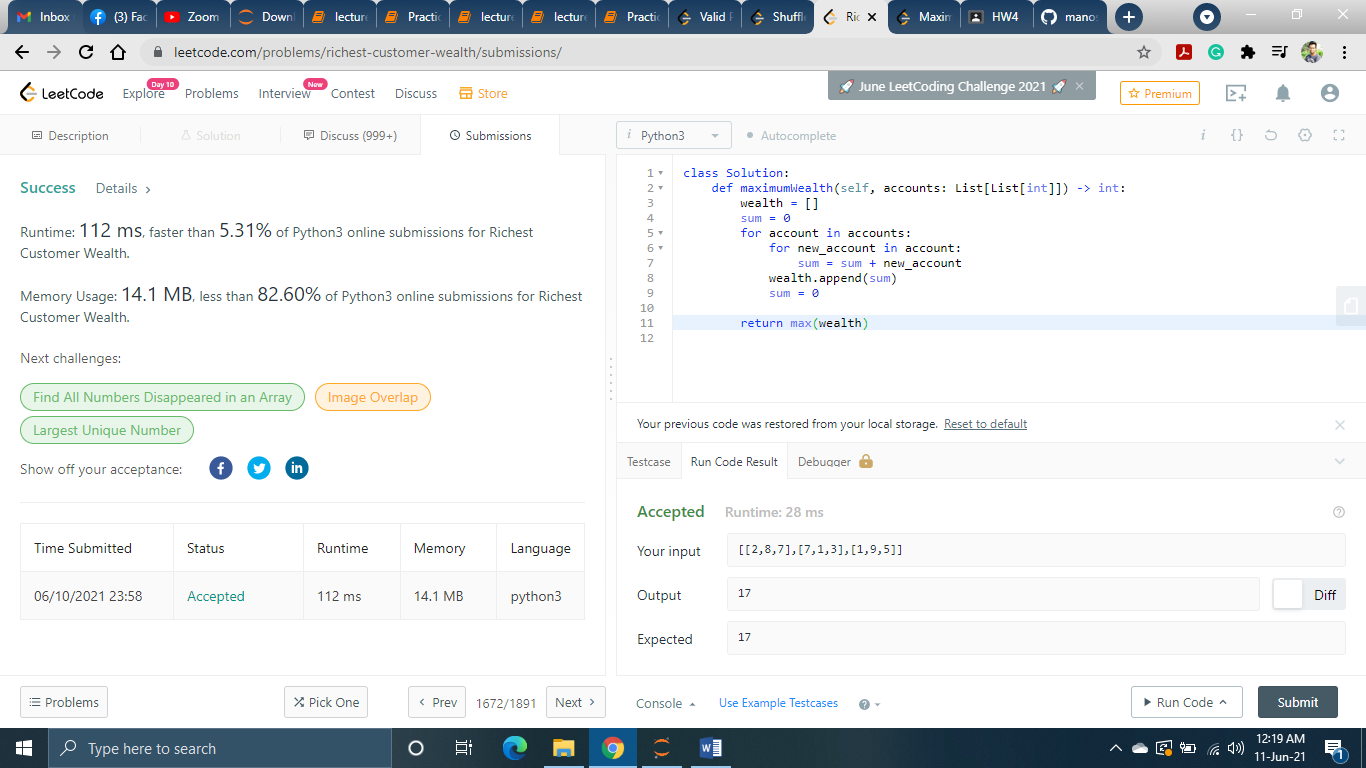 Inbox
(3) Fac
Zoom
Downl
lecture
Practic
lecture
lecture
Practic
Valid P
Shuffle
Ric
Maxim
HW4
mano
leetcode.com/problems/richest-customer-wealth/submissions/
LeetCode
Explore
Day 10
Problems
Interview
New
Contest
Discuss
Store
🚀 June LeetCoding Challenge 2021 🚀
Premium
Description
Solution
Discuss (999+)
Submissions
i Python3
Autocomplete
i
{}
Success
Details
Runtime: 112 ms, faster than 5.31% of Python3 online submissions for Richest
Customer Wealth.
Memory Usage: 14.1 MB, less than 82.60% of Python3 online submissions for Richest
Customer Wealth.
Next challenges:
Find All Numbers Disappeared in an Array
Image Overlap
Largest Unique Number
Show off your acceptance:
Time Submitted Status Runtime Memory Language
06/10/2021 23:58 Accepted 112 ms 14.1 MB python3
1 class Solution:
2 def maximumWealth(self, accounts: List[List[int]]) -> int:
3 wealth = []
4 sum = 0
5 for account in accounts:
6 for new_account in account:
7 sum = sum + new_account
8 wealth.append(sum)
9 sum = 0
10
11 return max(wealth)
12
Your previous code was restored from your local storage. Reset to default
Testcase
Run Code Result
Debugger
Accepted Runtime: 28 ms
Your input [[2,8,7],[7,1,3],[1,9,5]]
Output 17
Diff
Expected 17
Problems
Pick One
Prev
1672/1891
Next
Console
Use Example Testcases
Run Code
Submit
Type here to search
12:19 AM
11-Jun-21
1